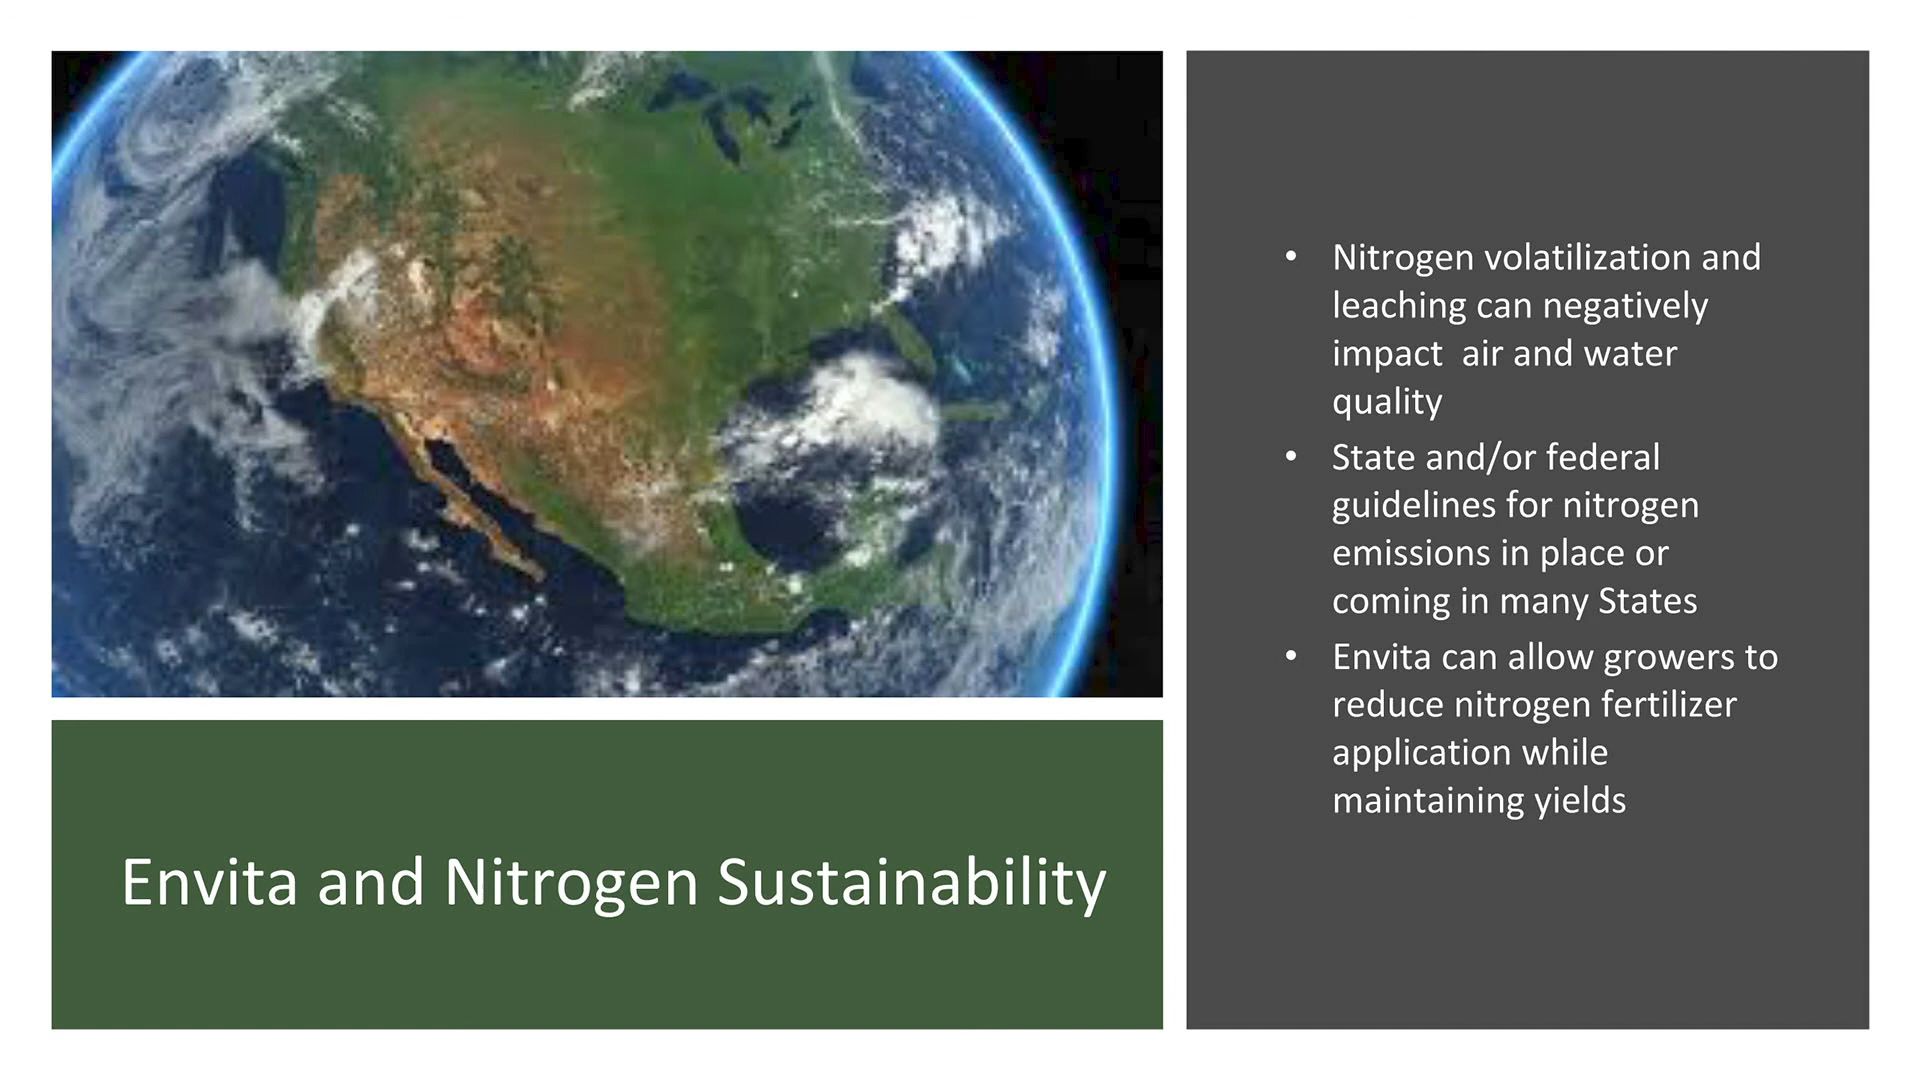 Envita and Nitrogen Sustainability
• Nitrogen volatilization and
leaching can negatively
impact  air and water
quality
• State and/or federal
guidelines for nitrogen
emissions in place or
coming in many States
• Envita can allow growers to
reduce nitrogen fertilizer
application while
maintaining yields